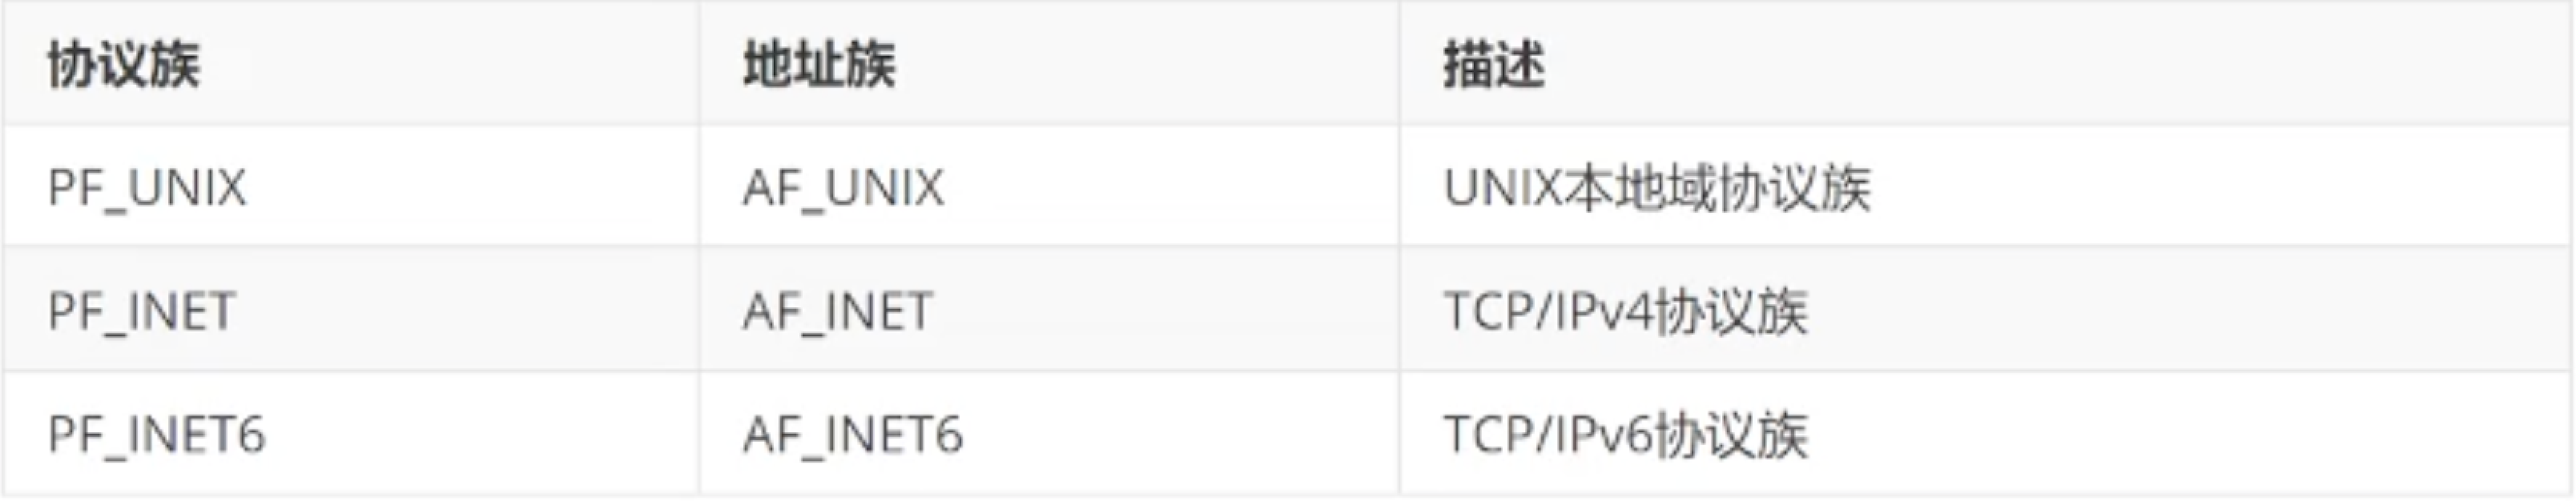 协议族 地址族 描述
PF_UNIX AF_UNIX UNIX本地域协议族
PF_INET AF_INET TCP/IPv4协议族
PF_INET6 AF_INET6 TCP/IPv6协议族